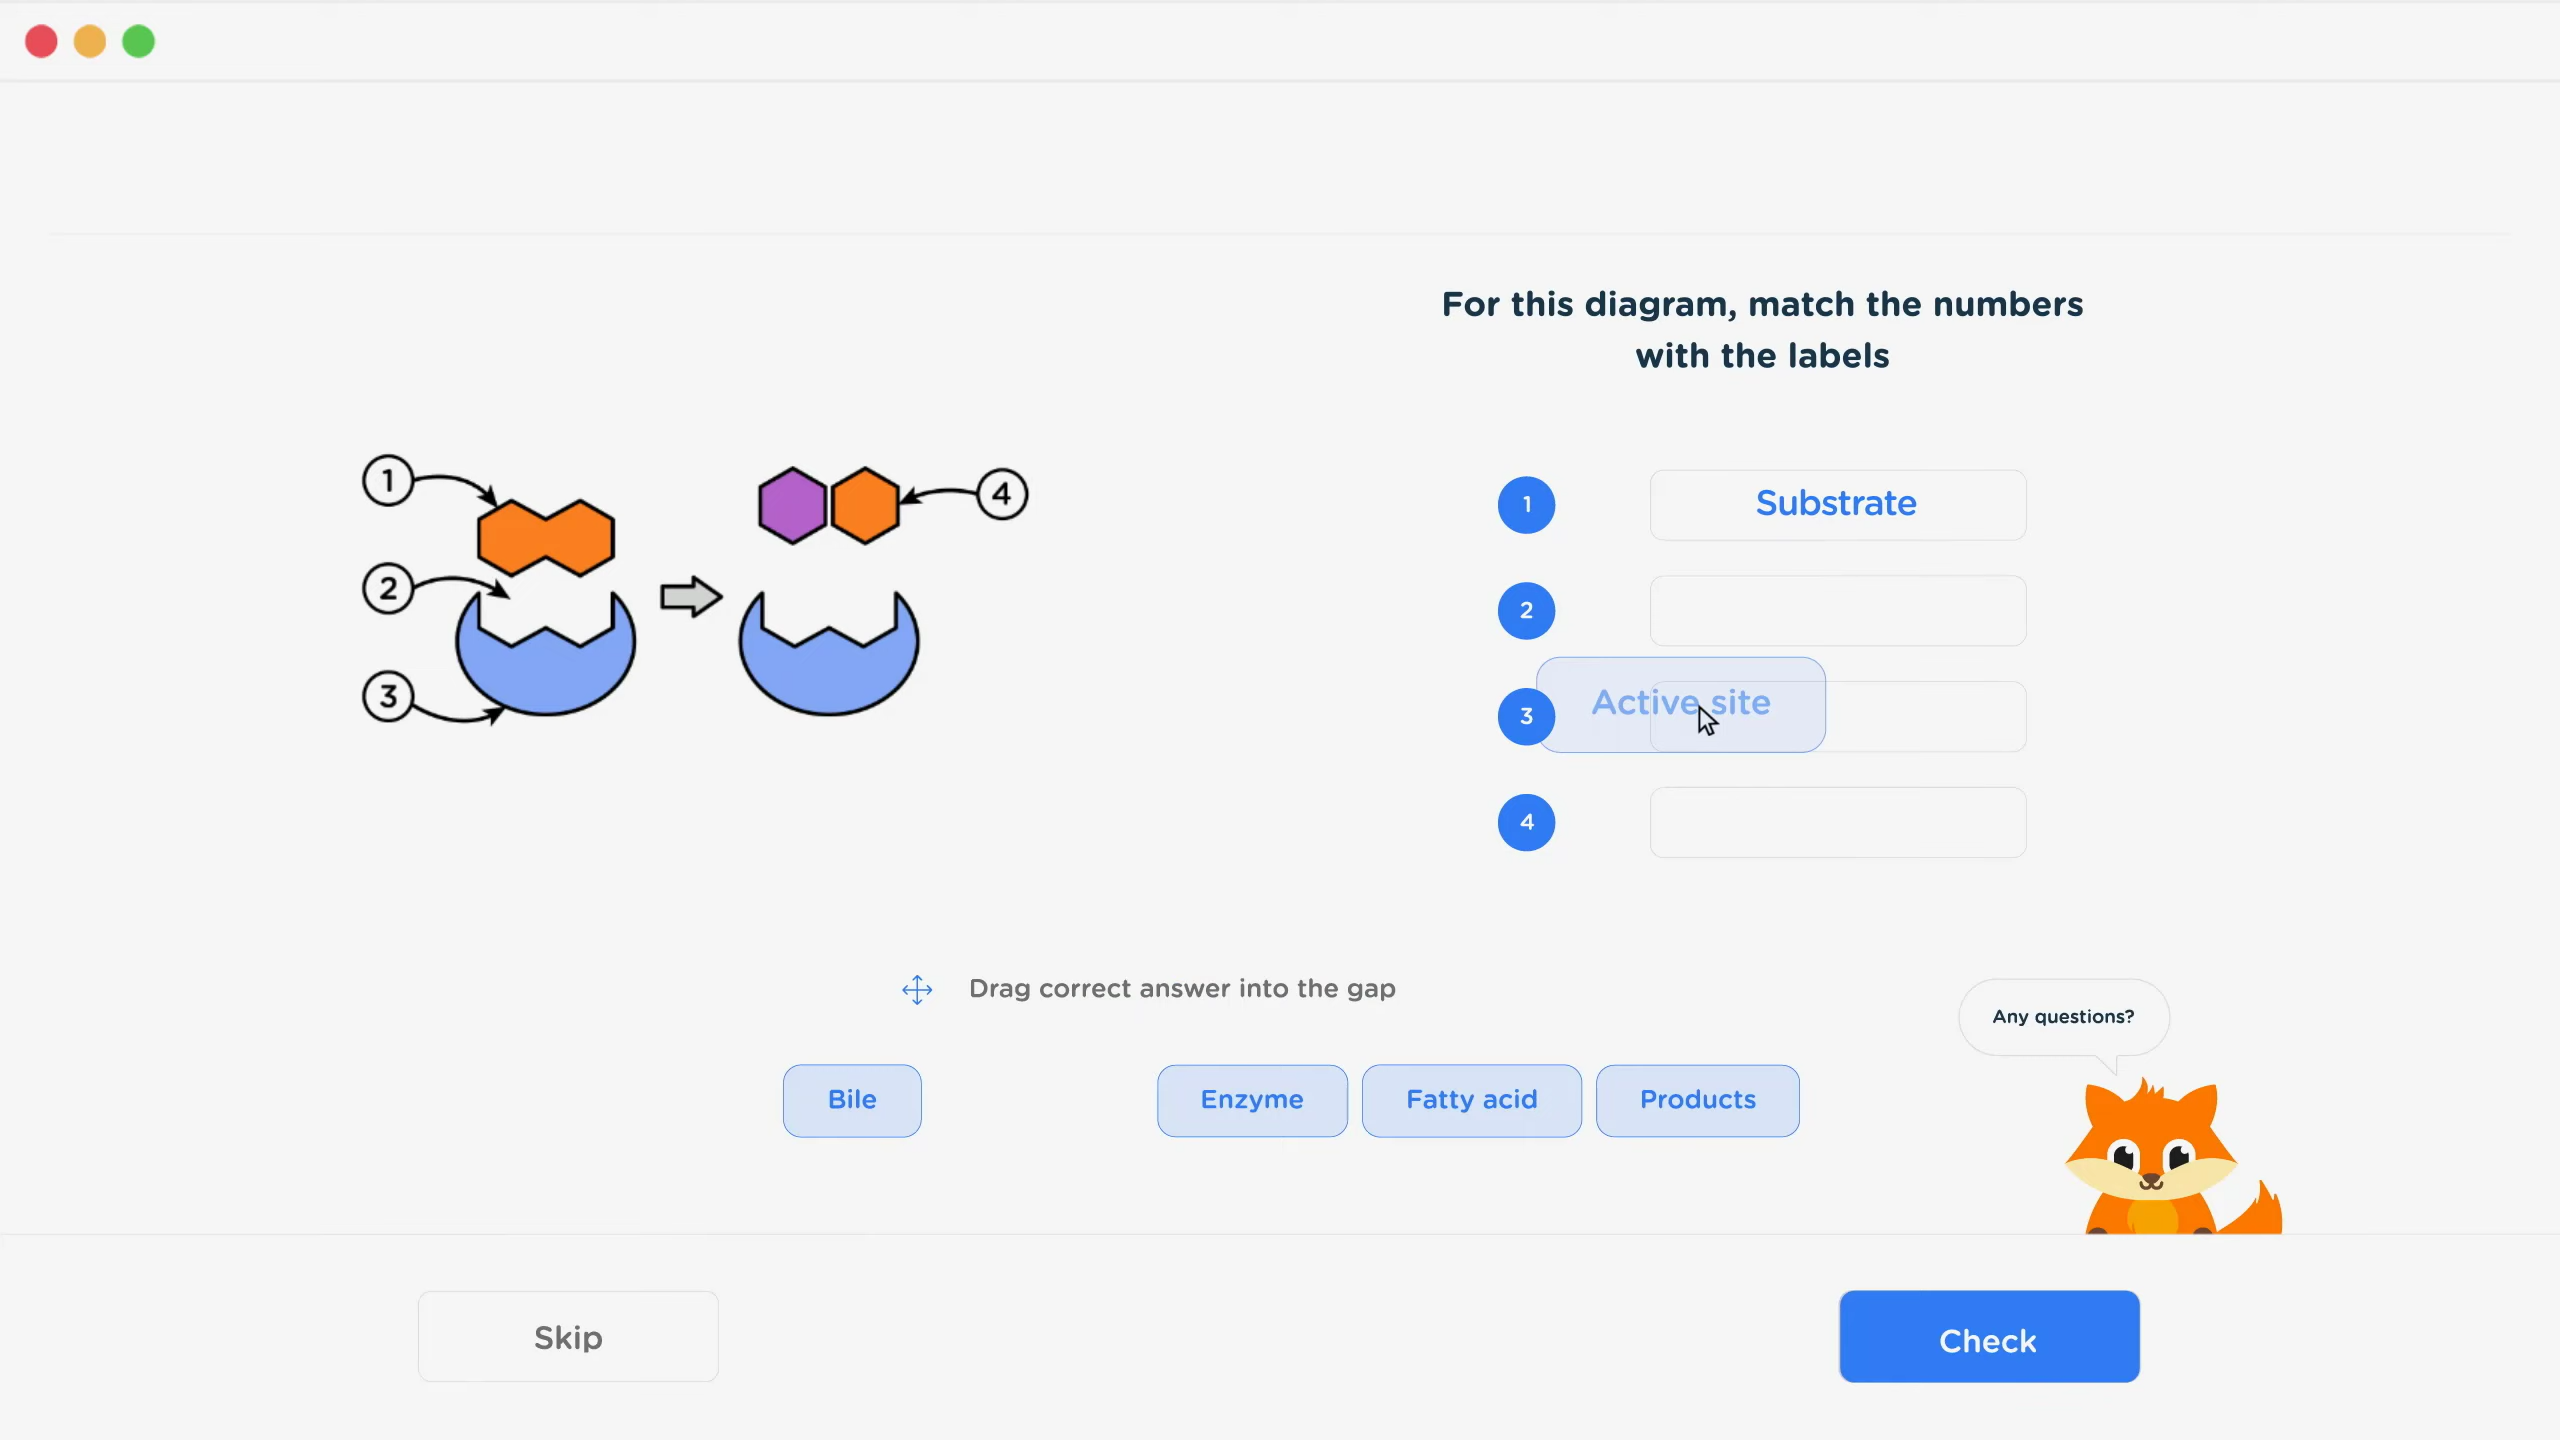 For this diagram, match the numbers
with the labels
1
2
3
4
1
Substrate
2
3
Active site
4
Drag correct answer into the gap
Bile
Enzyme
Fatty acid
Products
Any questions?
Skip
Check